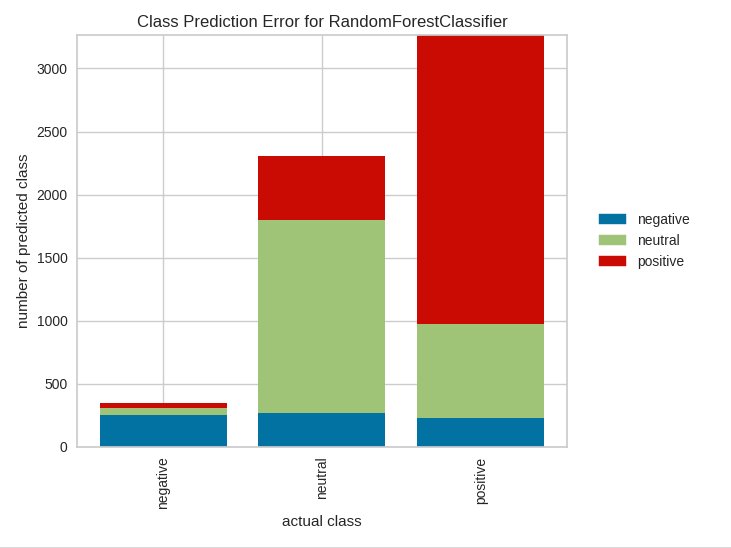 Class Prediction Error for RandomForestClassifier
number of predicted class
3000
2500
2000
1500
1000
500
0
negative
neutral
positive
actual class
negative
neutral
positive